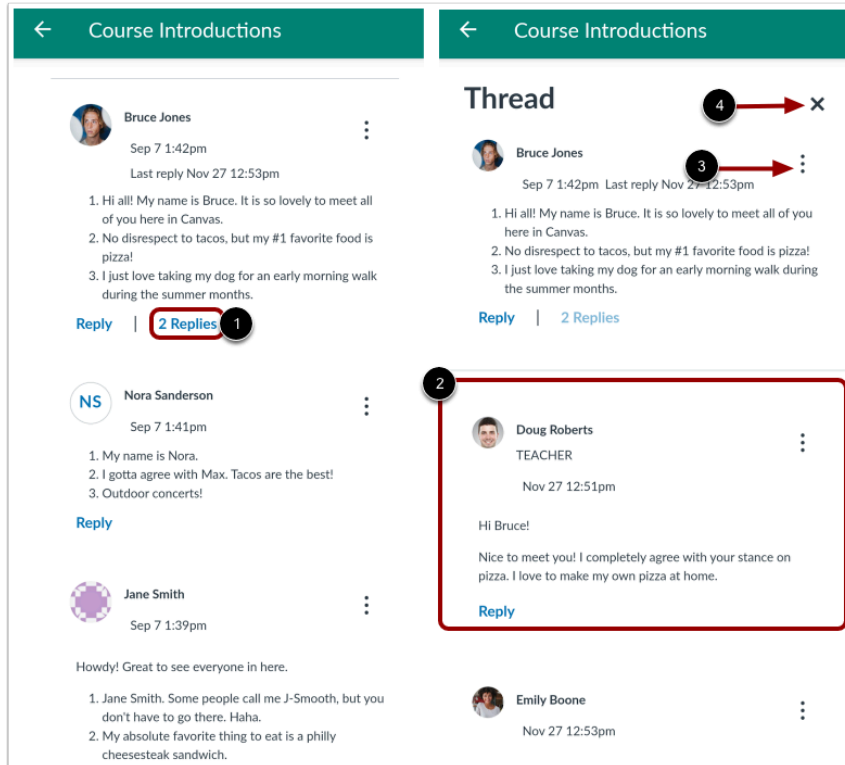 Course Introductions
Bruce Jones
Sep 7 1:42pm
Last reply Nov 27 12:53pm
1. Hi all! My name is Bruce. It is so lovely to meet all
of you here in Canvas.
2. No disrespect to tacos, but my #1 favorite food is
pizza!
3. I just love taking my dog for an early morning walk
during the summer months.
Reply | 2 Replies 1
NS Nora Sanderson
Sep 7 1:41pm
1. My name is Nora.
2. I gotta agree with Max. Tacos are the best!
3. Outdoor concerts!
Reply
Jane Smith
Sep 7 1:39pm
Howdy! Great to see everyone in here.
1. Jane Smith. Some people call me J-Smooth, but you
don't have to go there. Haha.
2. My absolute favorite thing to eat is a philly
cheesesteak sandwich.
Course Introductions
Thread 4
Bruce Jones 3
Sep 7 1:42pm Last reply Nov 27 12:53pm
1. Hi all! My name is Bruce. It is so lovely to meet all of you
here in Canvas.
2. No disrespect to tacos, but my #1 favorite food is pizza!
3. I just love taking my dog for an early morning walk during
the summer months.
Reply | 2 Replies
2
Doug Roberts
TEACHER
Nov 27 12:51pm
Hi Bruce!
Nice to meet you! I completely agree with your stance on
pizza. I love to make my own pizza at home.
Reply
Emily Boone
Nov 27 12:53pm